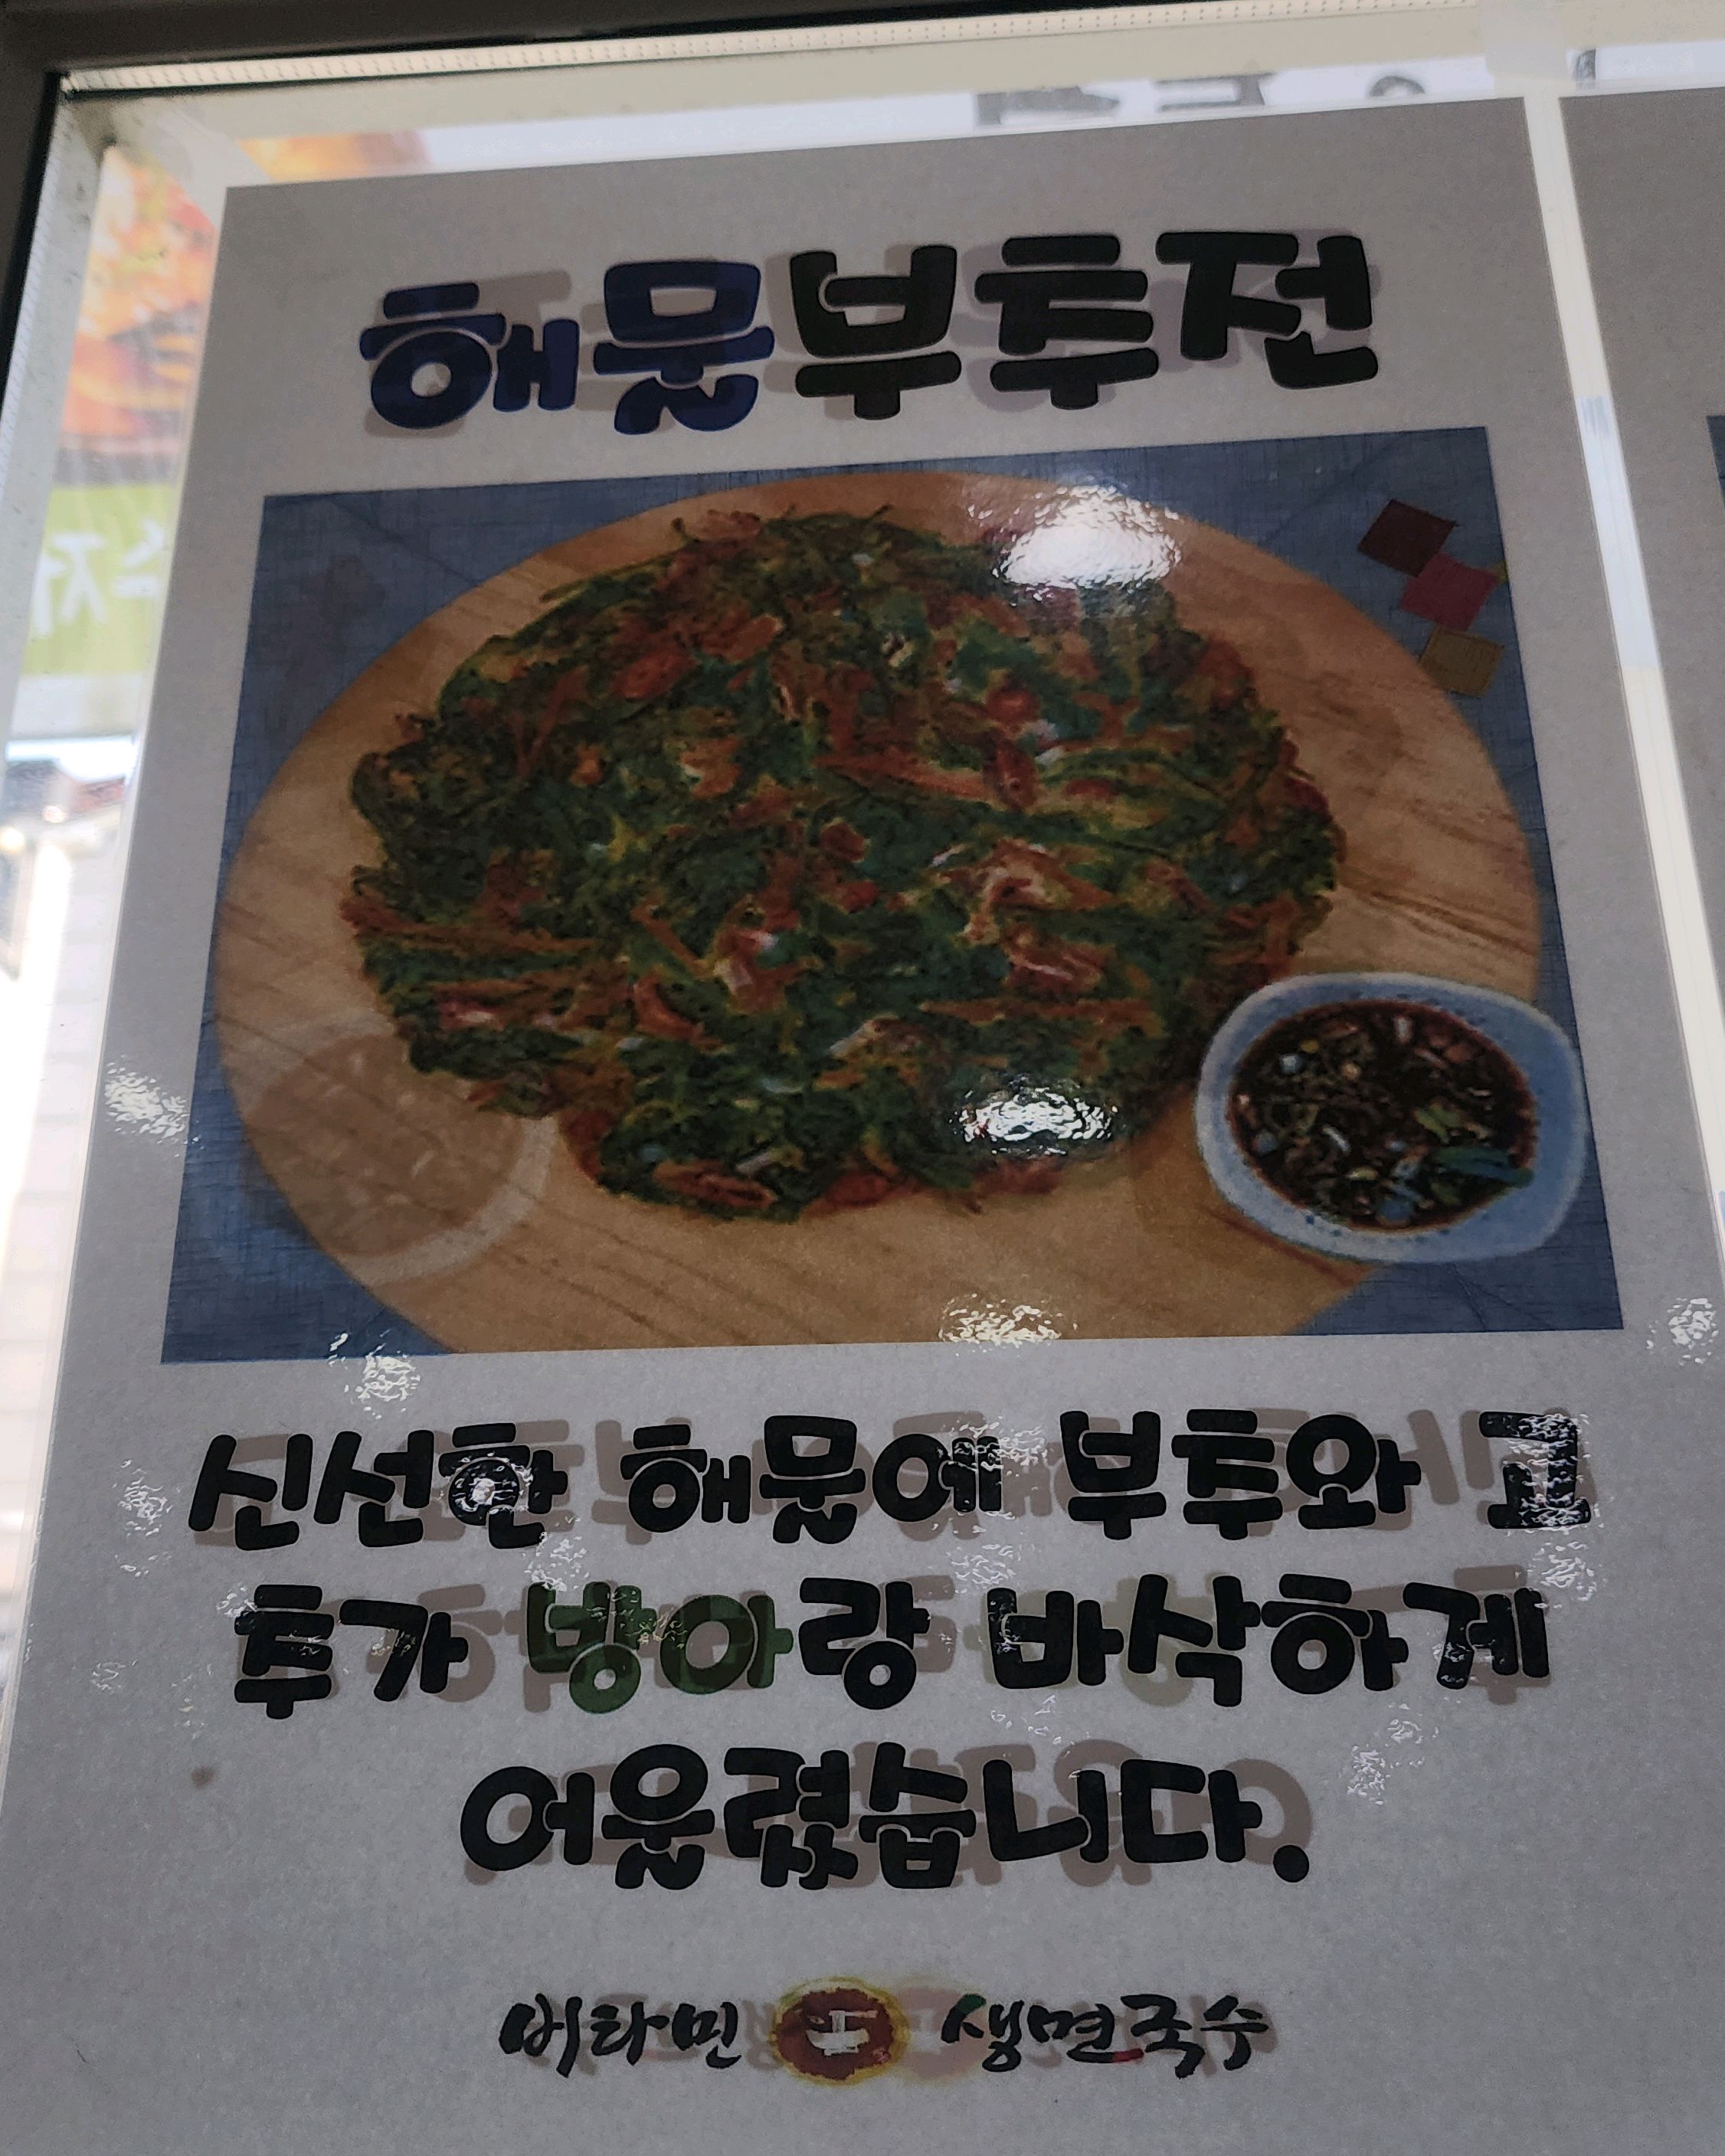 해물부추전
신선한 해물에 부추와 고
추가 방아랑 바삭하게
어울렸습니다.
비타민 생면국수